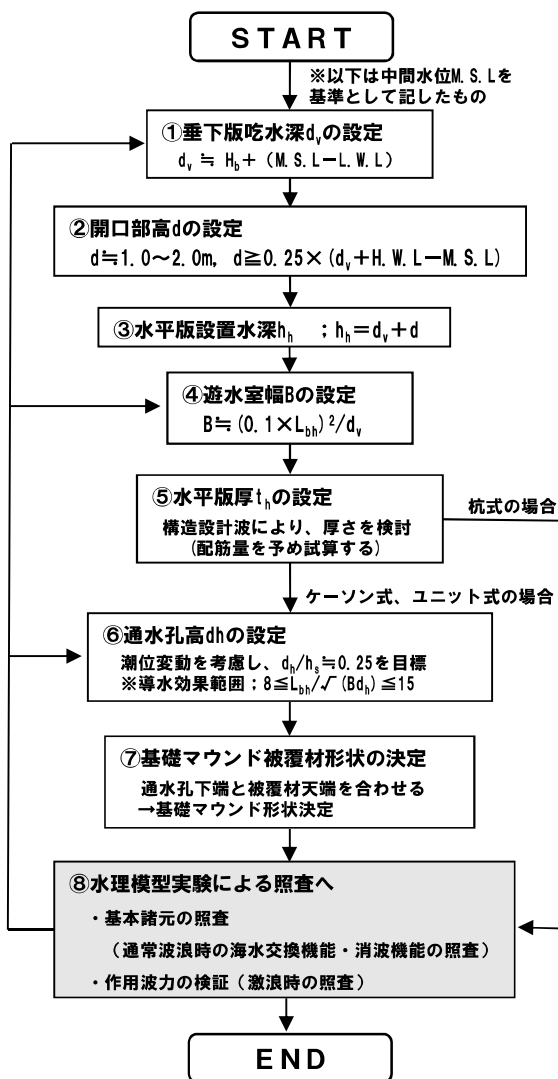 START
※以下は中間水位M.S.Lを
基準として記したもの
①垂下版吃水深dvの設定
dv≒Hb+(M.S.L−L.W.L)
②開口部高dの設定
d≒1.0～2.0m, d≧0.25×(dv+H.W.L−M.S.L)
③水平版設置水深hh ;hh=dv+d
④遊水室幅Bの設定
B≒(0.1×Lbh)²/dv
⑤水平版厚thの設定
構造設計波により、厚さを検討
(配筋量を予め試算する)
杭式の場合
ケーソン式、ユニット式の場合
⑥通水孔高dhの設定
潮位変動を考慮し、dh/hs≒0.25を目標
※導水効果範囲;8≦Lbh/√(Bdh)≦15
⑦基礎マウンド被覆材形状の決定
通水孔下端と被覆材天端を合わせる
→基礎マウンド形状決定
⑧水理模型実験による照査へ
・基本諸元の照査
(通常波浪時の海水交換機能・消波機能の照査)
・作用波力の検証(激浪時の照査)
END